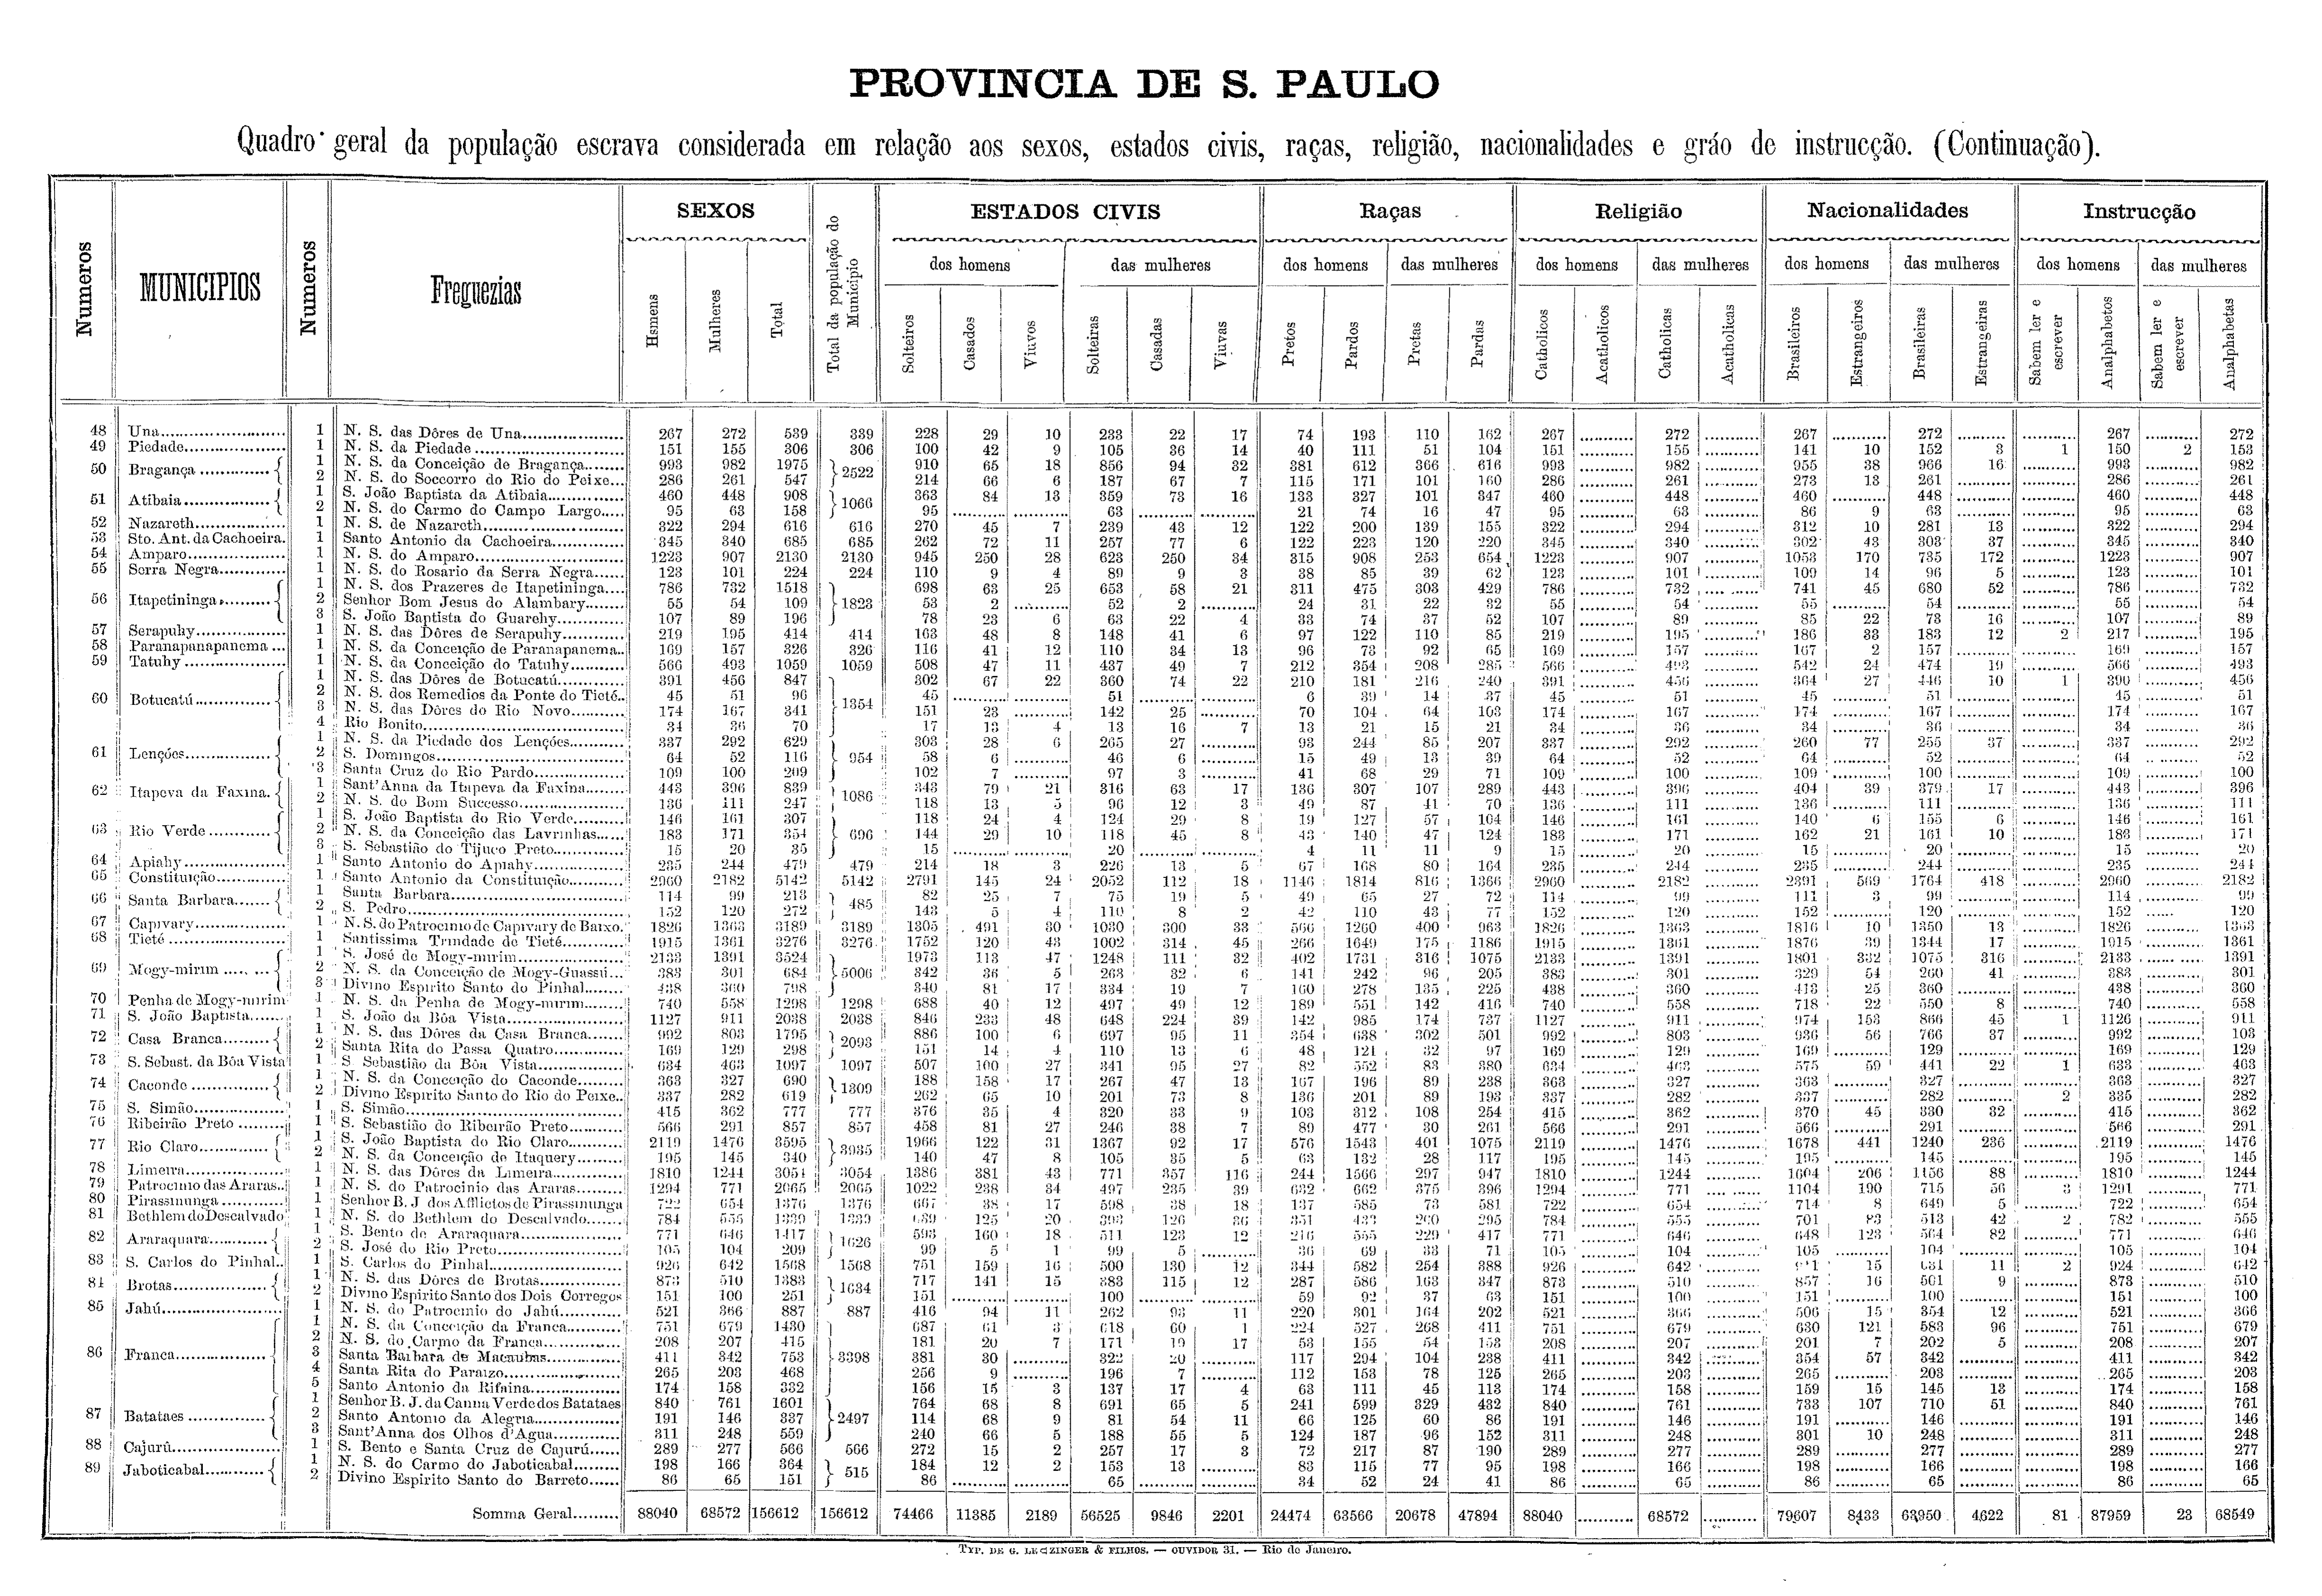 PROVINCIA DE S. PAULO
Quadro geral da população escrava considerada em relação aos sexos, estados civis, raças, religião, nacionalidades e gráo de instrucção. (Continuação).
Numeros MUNICIPIOS Numeros Freguezias SEXOS Total da população do Municipio ESTADOS CIVIS Raças Religião Nacionalidades Instrucção
dos homens das mulheres dos homens das mulheres dos homens das mulheres dos homens das mulheres dos homens das mulheres
Hsmens Mulheres Total Solteiros Casados Viuvos Solteiras Casadas Viuvas Pretos Pardos Pretas Pardas Catholicos Acatholicos Catholicas Acatholicas Brasileiros Estrangeiros Brasileiras Estrangeiras Sabem ler e escrever Analphabetos Sabem ler e escrever Analphabetas
48 Una 1 N. S. das Dôres de Una 267 272 539 339 228 29 10 233 22 17 74 193 110 162 267 272 267 272 267 272
49 Piedade 1 N. S. da Piedade 151 155 306 306 100 42 9 105 36 14 40 111 51 104 151 155 141 10 152 3 1 150 2 153
50 Bragança 1 N. S. da Conceição de Bragança 993 982 1975 2522 910 65 18 856 94 32 381 612 366 616 993 982 955 38 966 16 993 982
2 N. S. do Soccorro do Rio do Peixe 286 261 547 214 66 6 187 67 7 115 171 101 160 286 261 273 13 261 286 261
51 Atibaia 1 S. João Baptista da Atibaia 460 448 908 1066 363 84 13 359 73 16 133 327 101 347 460 448 460 448 460 448
2 N. S. do Carmo do Campo Largo 95 63 158 95 63 21 74 16 47 95 63 86 9 63 95 63
52 Nazareth 1 N. S. de Nazareth 322 294 616 616 270 45 7 239 43 12 122 200 139 155 322 294 312 10 281 13 322 294
53 Sto. Ant. da Cachoeira 1 Santo Antonio da Cachoeira 345 340 685 685 262 72 11 257 77 6 122 223 120 220 345 340 302 43 303 37 345 340
54 Amparo 1 N. S. do Amparo 1223 907 2130 2130 945 250 28 623 250 34 315 908 253 654 1223 907 1053 170 735 172 1223 907
55 Serra Negra 1 N. S. do Rosario da Serra Negra 123 101 224 224 110 9 4 89 9 3 38 85 39 62 123 101 109 14 96 5 123 101
56 Itapetininga 1 N. S. dos Prazeres de Itapetininga 786 732 1518 1823 698 63 25 653 58 21 311 475 303 429 786 732 741 45 680 52 786 732
2 Senhor Bom Jesus do Alambary 55 54 109 53 2 52 2 24 31 22 32 55 54 55 54 55 54
3 S. João Baptista do Guarehy 107 89 196 78 23 6 63 22 4 33 74 37 52 107 89 85 22 73 16 107 89
57 Serapuhy 1 N. S. das Dôres de Serapuhy 219 195 414 414 163 48 8 148 41 6 97 122 110 85 219 195 186 33 183 12 2 217 195
58 Paranapanapanema 1 N. S. da Conceição de Paranapanema 169 157 326 326 116 41 12 110 34 13 96 73 92 65 169 157 167 2 157 169 157
59 Tatuhy 1 N. S. da Conceição do Tatuhy 566 493 1059 1059 508 47 11 437 49 7 212 354 208 285 566 493 542 24 474 19 566 493
60 Botucatú 1 N. S. das Dôres de Botucatú 391 456 847 1354 302 67 22 360 74 22 210 181 216 240 391 456 364 27 446 10 1 390 456
2 N. S. dos Remedios da Ponte do Tieté 45 51 96 45 51 6 39 14 37 45 51 45 51 45 51
3 N. S. das Dôres do Rio Novo 174 167 341 151 23 142 25 70 104 64 103 174 167 174 167 174 167
4 Rio Bonito 34 36 70 17 13 4 13 16 7 13 21 15 21 34 36 34 36 34 36
61 Lençóes 1 N. S. da Piedade dos Lençóes 337 292 629 954 303 28 6 265 27 93 244 85 207 337 292 260 77 255 37 337 292
2 S. Domingos 64 52 116 58 6 46 6 15 49 13 39 64 52 64 52 64 52
3 Santa Cruz do Rio Pardo 109 100 209 102 7 97 3 41 68 29 71 109 100 109 100 109 100
62 Itapeva da Faxina 1 Sant'Anna da Itapeva da Faxina 443 396 839 1086 343 79 21 316 63 17 136 307 107 289 443 396 404 39 379 17 443 396
2 N. S. do Bom Successo 136 111 247 118 13 5 96 12 3 49 87 41 70 136 111 136 111 136 111
63 Rio Verde 1 S. João Baptista do Rio Verde 146 161 307 696 118 24 4 124 29 8 19 127 57 104 146 161 140 6 155 6 146 161
2 N. S. da Conceição das Lavrinhas 183 171 354 144 29 10 118 45 8 43 140 47 124 183 171 162 21 161 10 183 171
3 S. Sebastião do Tijuco Preto 15 20 35 15 20 4 11 11 9 15 20 15 20 15 20
64 Apiahy 1 Santo Antonio do Apiahy 235 244 479 479 214 18 3 226 13 5 67 168 80 164 235 244 235 244 235 244
65 Constituição 1 Santo Antonio da Constituição 2960 2182 5142 5142 2791 145 24 2052 112 18 1146 1814 816 1366 2960 2182 2391 569 1764 418 2960 2182
66 Santa Barbara 1 Santa Barbara 114 99 213 485 82 25 7 75 19 5 49 65 27 72 114 99 111 3 99 114 99
2 S. Pedro 152 120 272 143 5 4 110 8 2 42 110 43 77 152 120 152 120 152 120
67 Capivary 1 N. S. do Patrocinio de Capivary de Baixo 1826 1363 3189 3189 1305 491 30 1030 300 33 566 1260 400 963 1826 1363 1816 10 1350 13 1826 1363
68 Tieté 1 Santissima Trindade de Tieté 1915 1361 3276 3276 1752 120 43 1002 314 45 266 1649 175 1186 1915 1361 1876 39 1344 17 1915 1361
69 Mogy-mirim 1 S. José de Mogy-mirim 2133 1391 3524 5006 1973 113 47 1248 111 32 402 1731 316 1075 2133 1391 1801 332 1075 316 2133 1391
2 N. S. da Conceição de Mogy-Guassú 383 301 684 342 36 5 263 32 6 141 242 96 205 383 301 329 54 260 41 383 301
3 Divino Espirito Santo do Pinhal 438 360 798 340 81 17 334 19 7 160 278 135 225 438 360 413 25 360 438 360
70 Penha de Mogy-mirim 1 N. S. da Penha de Mogy-mirim 740 558 1298 1298 688 40 12 497 49 12 189 551 142 416 740 558 718 22 550 8 740 558
71 S. João Baptista 1 S. João da Bôa Vista 1127 911 2038 2038 846 233 48 648 224 39 142 985 174 737 1127 911 974 153 866 45 1 1126 911
72 Casa Branca 1 N. S. das Dôres da Casa Branca 992 803 1795 2093 886 100 6 697 95 11 354 638 302 501 992 803 936 56 766 37 992 103
2 Santa Rita do Passa Quatro 169 129 298 151 14 4 110 13 6 48 121 32 97 169 129 169 129 169 129
73 S. Sebast. da Bôa Vista 1 S. Sebastião da Bôa Vista 634 463 1097 1097 507 100 27 341 95 27 82 552 83 380 634 463 575 59 441 22 1 633 463
74 Caconde 1 N. S. da Conceição do Caconde 363 327 690 1309 188 158 17 267 47 13 167 196 89 238 363 327 363 327 363 327
2 Divino Espirito Santo do Rio do Peixe 337 282 619 262 65 10 201 73 8 136 201 89 193 337 282 337 282 2 335 282
75 S. Simão 1 S. Simão 415 362 777 777 376 35 4 320 33 9 103 312 108 254 415 362 370 45 330 32 415 362
76 Ribeirão Preto 1 S. Sebastião do Ribeirão Preto 566 291 857 857 458 81 27 246 38 7 89 477 30 261 566 291 566 291 566 291
77 Rio Claro 1 S. João Baptista do Rio Claro 2119 1476 3595 3935 1966 122 31 1367 92 17 576 1543 401 1075 2119 1476 1678 441 1240 236 2119 1476
2 N. S. da Conceição de Itaquery 195 145 340 140 47 8 105 35 5 63 132 28 117 195 145 195 145 195 145
78 Limeira 1 N. S. das Dôres da Limeira 1810 1244 3054 3054 1386 381 43 771 357 116 244 1566 297 947 1810 1244 1604 206 1156 88 1810 1244
79 Patrocinio das Araras 1 N. S. do Patrocinio das Araras 1294 771 2065 2065 1022 238 34 497 235 39 632 662 375 396 1294 771 1104 190 715 56 3 1291 771
80 Pirassinunga 1 Senhor B. J. dos Afflictos de Pirassinunga 722 654 1376 1376 667 38 17 598 38 18 137 585 73 581 722 654 714 8 649 5 722 654
81 Bethlem do Descalvado 1 N. S. do Bethlem do Descalvado 784 555 1339 1339 639 125 20 393 126 36 351 433 260 295 784 555 701 83 513 42 2 782 555
82 Araraquara 1 S. Bento de Araraquara 771 646 1417 1626 593 160 18 511 123 12 216 555 229 417 771 646 648 123 564 82 771 646
2 S. José do Rio Preto 105 104 209 99 5 1 99 5 36 69 33 71 105 104 105 104 105 104
83 S. Carlos do Pinhal 1 S. Carlos do Pinhal 926 642 1568 1568 751 159 16 500 130 12 344 582 254 388 926 642 15 631 11 2 924 642
84 Brotas 1 N. S. das Dôres de Brotas 873 510 1383 1634 717 141 15 383 115 12 287 586 163 347 873 510 857 16 501 9 873 510
2 Divino Espirito Santo dos Dois Corregos 151 100 251 151 100 59 92 37 63 151 100 151 100 151 100
85 Jahú 1 N. S. do Patrocinio do Jahú 521 366 887 887 416 94 11 262 93 11 220 301 164 202 521 366 506 15 354 12 521 366
86 Franca 1 N. S. da Conceição da Franca 751 679 1430 3398 687 61 3 618 60 1 224 527 268 411 751 679 630 121 583 96 751 679
2 N. S. do Carmo da Franca 208 207 415 181 20 7 171 19 17 53 155 54 153 208 207 201 7 202 5 208 207
3 Santa Barbara de Macaubas 411 342 753 381 30 322 20 117 294 104 238 411 342 354 57 342 411 342
4 Santa Rita do Paraizo 265 203 468 256 9 196 7 112 153 78 125 265 203 265 203 265 203
5 Santo Antonio da Rifaina 174 158 332 156 15 3 137 17 4 63 111 45 113 174 158 159 15 145 13 174 158
87 Batataes 1 Senhor B. J. da Canna Verde dos Batataes 840 761 1601 2497 764 68 8 691 65 5 241 599 329 432 840 761 733 107 710 51 840 761
2 Santo Antonio da Alegria 191 146 337 114 68 9 81 54 11 66 125 60 86 191 146 191 146 191 146
3 Sant'Anna dos Olhos d'Agua 311 248 559 240 66 5 188 55 5 124 187 96 152 311 248 301 10 248 311 248
88 Cajurú 1 S. Bento e Santa Cruz de Cajurú 289 277 566 566 272 15 2 257 17 3 72 217 87 190 289 277 289 277 289 277
89 Jaboticabal 1 N. S. do Carmo do Jaboticabal 198 166 364 515 184 12 2 153 13 83 115 77 95 198 166 198 166 198 166
2 Divino Espirito Santo do Barreto 86 65 151 86 65 34 52 24 41 86 65 86 65 86 65
Somma Geral 88040 68572 156612 156612 74466 11385 2189 56525 9846 2201 24474 63566 20678 47894 88040 68572 79607 8433 63950 4622 81 87959 23 68549
TYP. DE G. LEUZINGER & FILHOS. — OUVIDOR 31. — Rio de Janeiro.